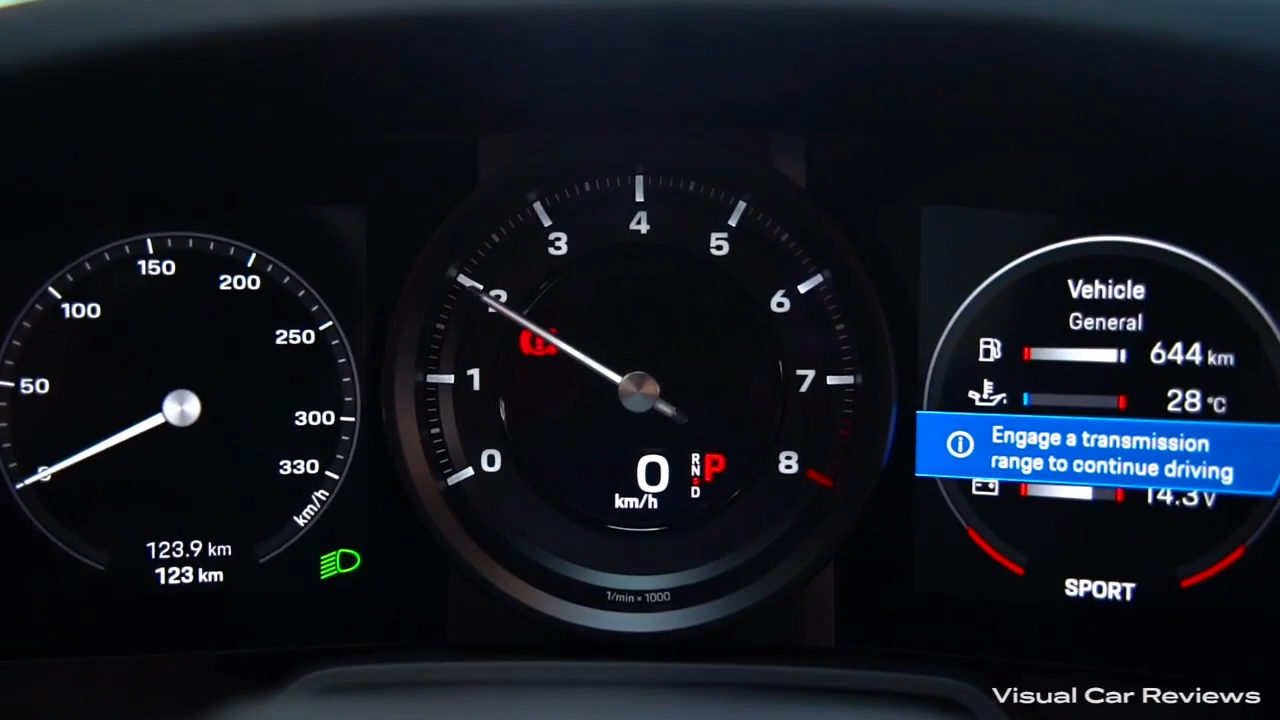 0
50
100
150
200
250
300
330
km/h
123.9 km
123 km
0
1
2
3
4
5
6
7
8
0
km/h
R
N
D
P
1/min × 1000
Vehicle
General
644 km
28 °C
Engage a transmission
range to continue driving
14.3V
SPORT
Visual Car Reviews